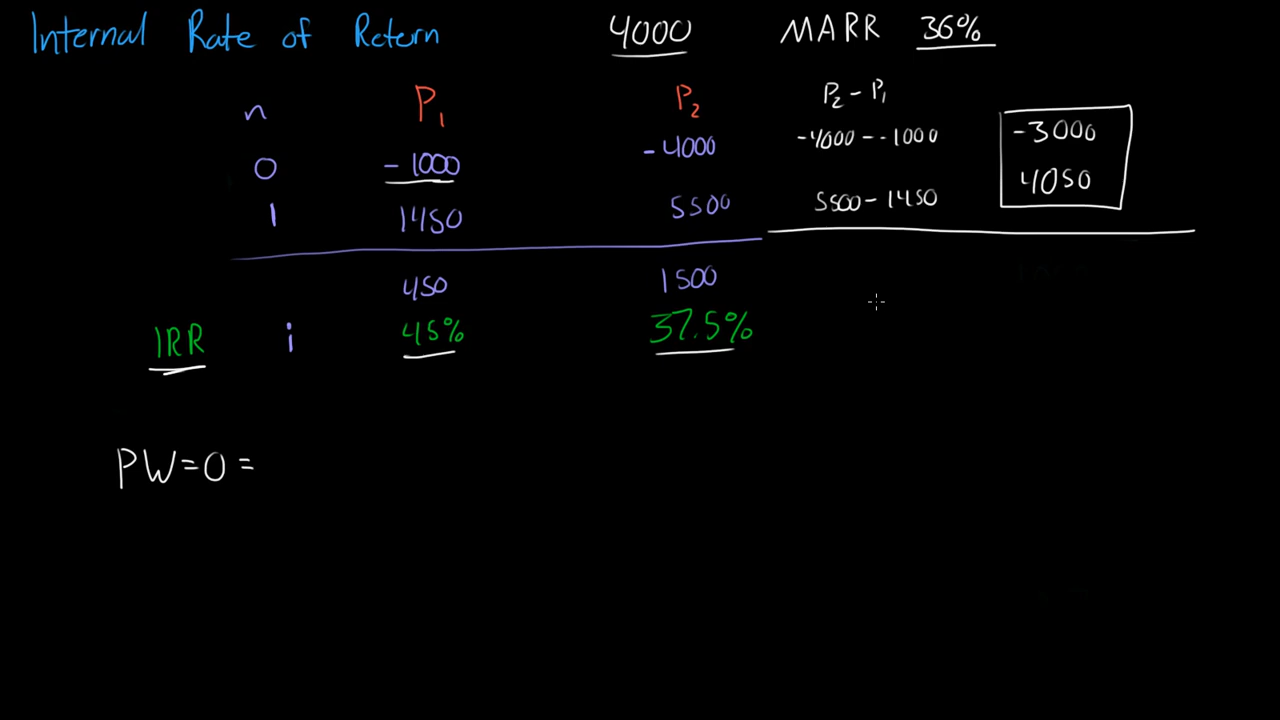 Internal Rate of Return 4000 MARR 36%
n P₁ P₂ P₂ - P₁
0 - 1000 - 4000 -4000 - - 1000 -3000
1 1450 5500 5500 - 1450 4050
450 1500
IRR i 45% 37.5%
PW=0=